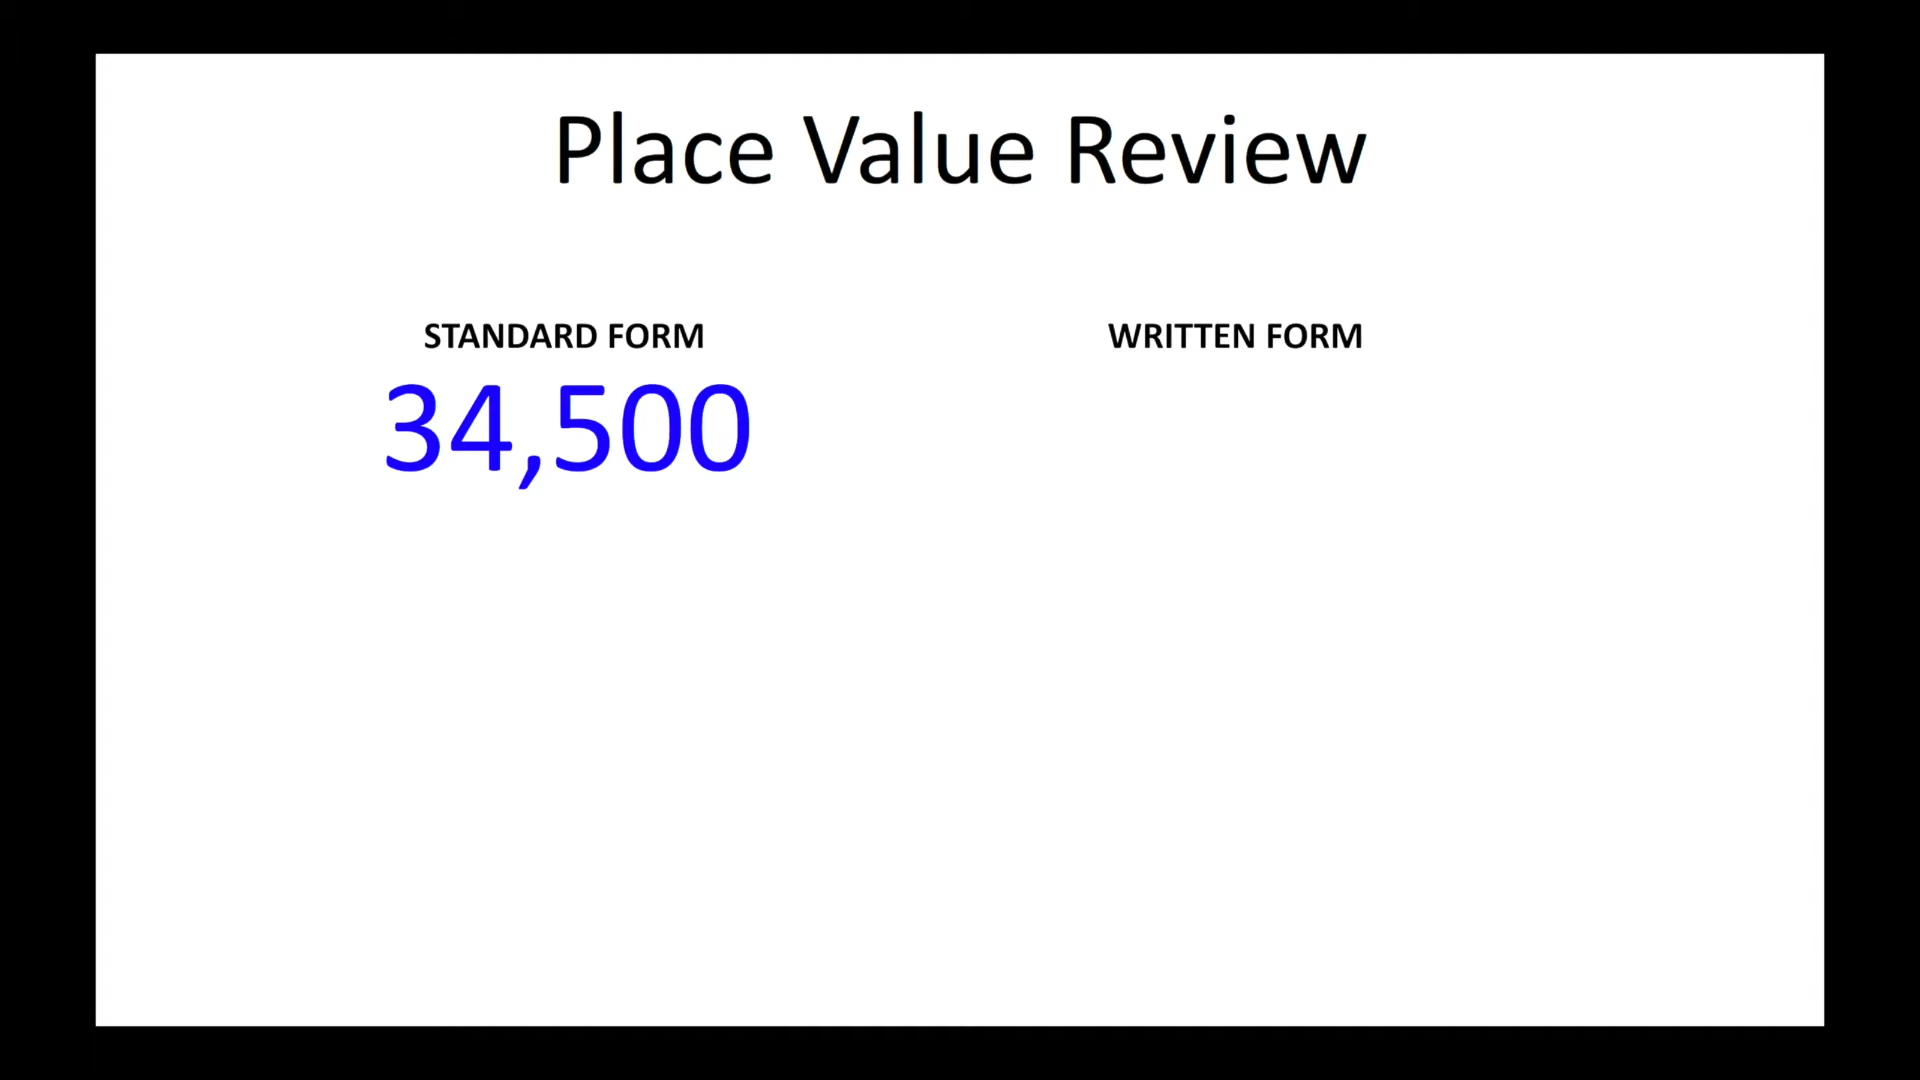 Place Value Review
STANDARD FORM
34,500
WRITTEN FORM